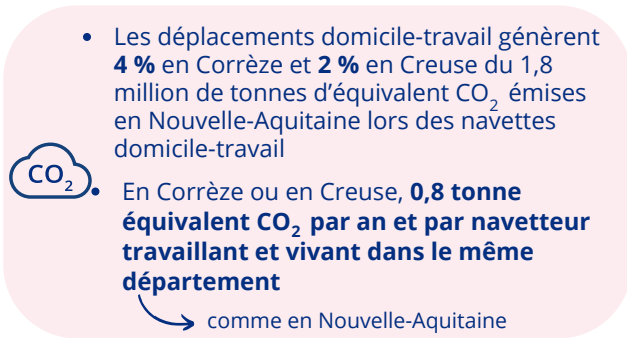 • Les déplacements domicile-travail génèrent
4 % en Corrèze et 2 % en Creuse du 1,8
million de tonnes d'équivalent CO₂ émises
en Nouvelle-Aquitaine lors des navettes
domicile-travail
CO₂
• En Corrèze ou en Creuse, 0,8 tonne
équivalent CO₂ par an et par navetteur
travaillant et vivant dans le même
département
comme en Nouvelle-Aquitaine